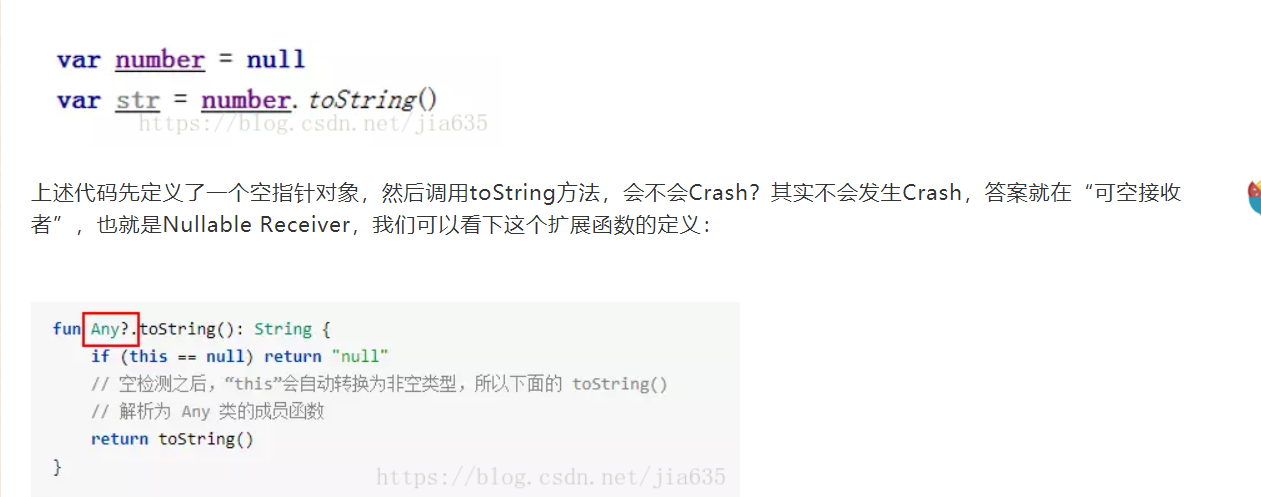 var number = null
var str = number.toString()
https://blog.csdn.net/jia635
上述代码先定义了一个空指针对象，然后调用toString方法，会不会Crash？其实不会发生Crash，答案就在“可空接收
者”，也就是Nullable Receiver，我们可以看下这个扩展函数的定义：
fun Any?.toString(): String {
    if (this == null) return "null"
    // 空检测之后，“this”会自动转换为非空类型，所以下面的 toString()
    // 解析为 Any 类的成员函数
    return toString()
}
https://blog.csdn.net/jia635